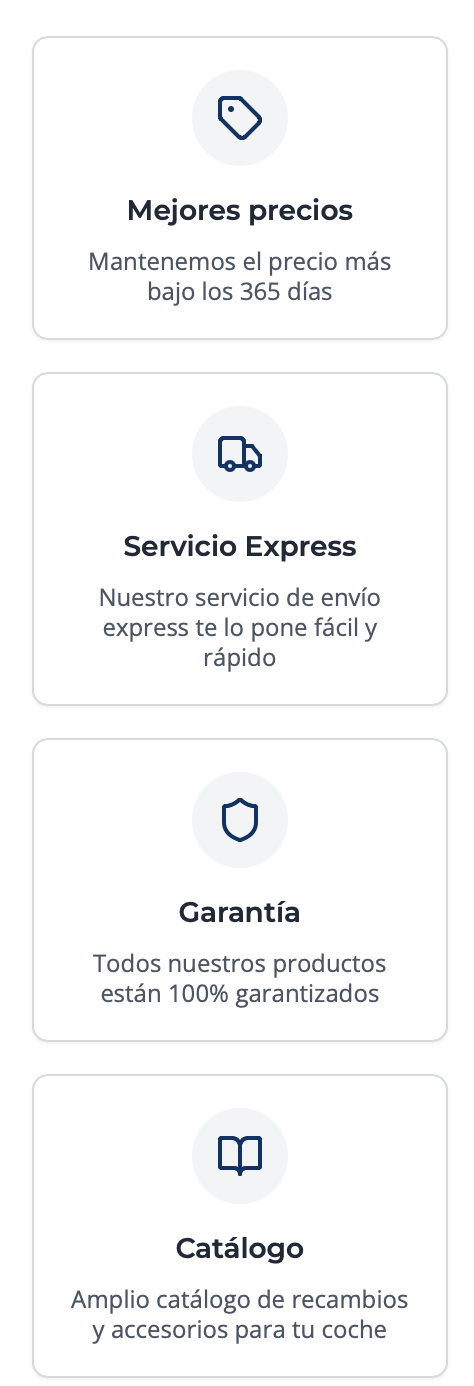 Mejores precios
Mantenemos el precio más
bajo los 365 días
Servicio Express
Nuestro servicio de envío
express te lo pone fácil y
rápido
Garantía
Todos nuestros productos
están 100% garantizados
Catálogo
Amplio catálogo de recambios
y accesorios para tu coche